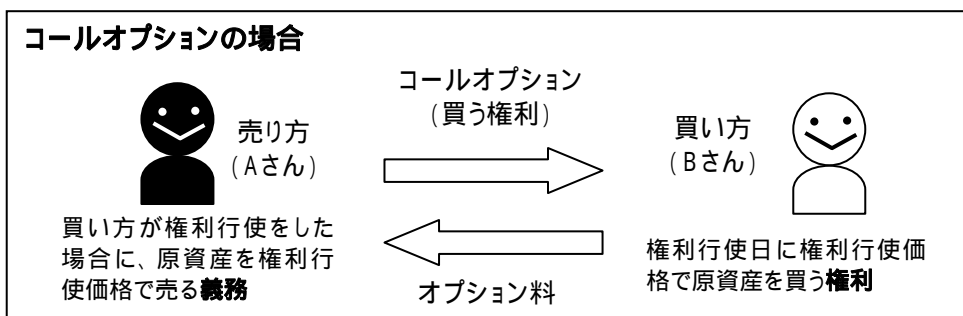 コールオプションの場合
コールオプション
(買う権利)
売り方
(Aさん)
買い方
(Bさん)
買い方が権利行使をした
場合に、原資産を権利行
使価格で売る義務
オプション料
権利行使日に権利行使価
格で原資産を買う権利